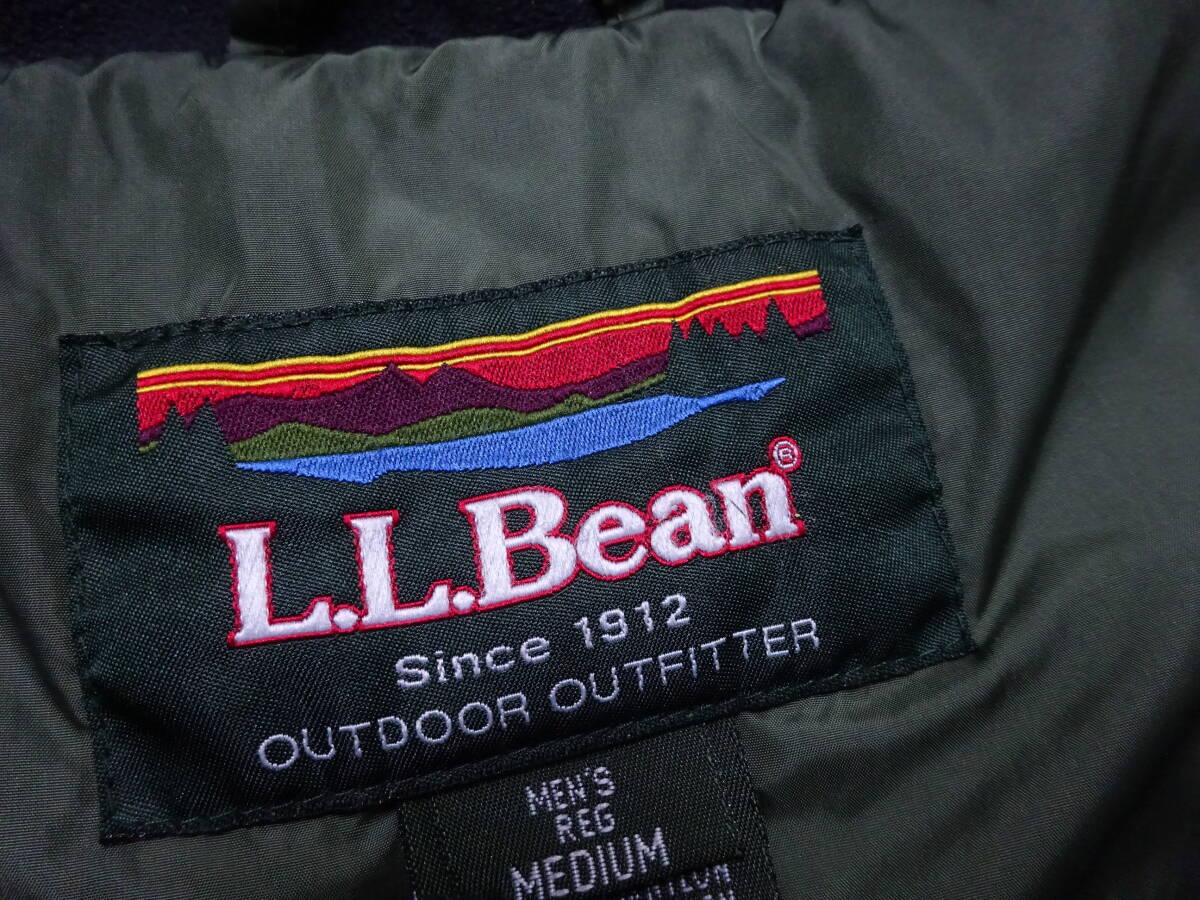 L.L.Bean®
Since 1912
OUTDOOR OUTFITTER
MEN'S
REG
MEDIUM